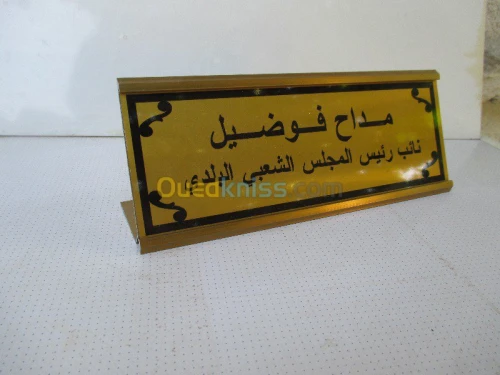 مداح فوضيل
نائب رئيس المجلس الشعبي البلدي
Ouedkniss.com